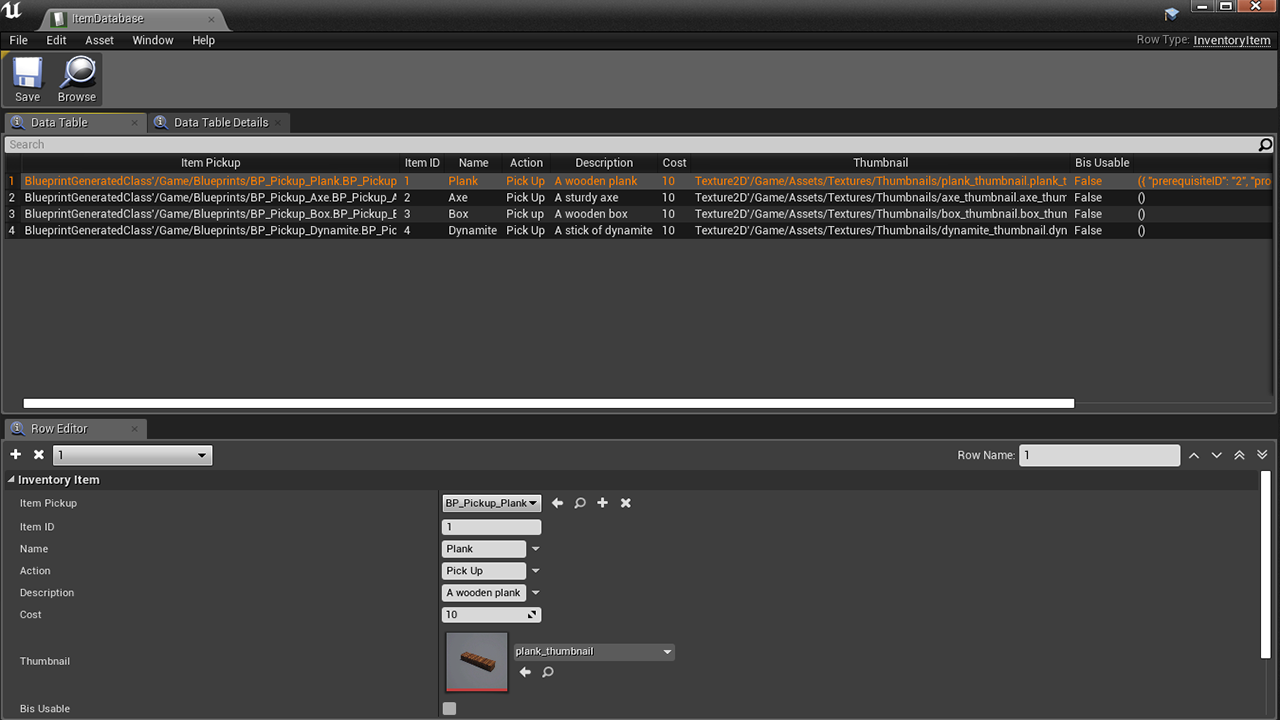 ItemDatabase
File Edit Asset Window Help Row Type: InventoryItem
Save Browse
Data Table Data Table Details
Search
Item Pickup Item ID Name Action Description Cost Thumbnail Bis Usable
1 BlueprintGeneratedClass'/Game/Blueprints/BP_Pickup_Plank.BP_Pickup 1 Plank Pick Up A wooden plank 10 Texture2D'/Game/Assets/Textures/Thumbnails/plank_thumbnail.plank_t False (( "prerequisiteID": "2", "pro
2 BlueprintGeneratedClass'/Game/Blueprints/BP_Pickup_Axe.BP_Pickup_A 2 Axe Pick Up A sturdy axe 10 Texture2D'/Game/Assets/Textures/Thumbnails/axe_thumbnail.axe_thum False ()
3 BlueprintGeneratedClass'/Game/Blueprints/BP_Pickup_Box.BP_Pickup_B 3 Box Pick up A wooden box 10 Texture2D'/Game/Assets/Textures/Thumbnails/box_thumbnail.box_thun False ()
4 BlueprintGeneratedClass'/Game/Blueprints/BP_Pickup_Dynamite.BP_Pic 4 Dynamite Pick Up A stick of dynamite 10 Texture2D'/Game/Assets/Textures/Thumbnails/dynamite_thumbnail.dyn False ()
Row Editor
1 Row Name: 1
Inventory Item
Item Pickup BP_Pickup_Plank
Item ID 1
Name Plank
Action Pick Up
Description A wooden plank
Cost 10
Thumbnail plank_thumbnail
Bis Usable